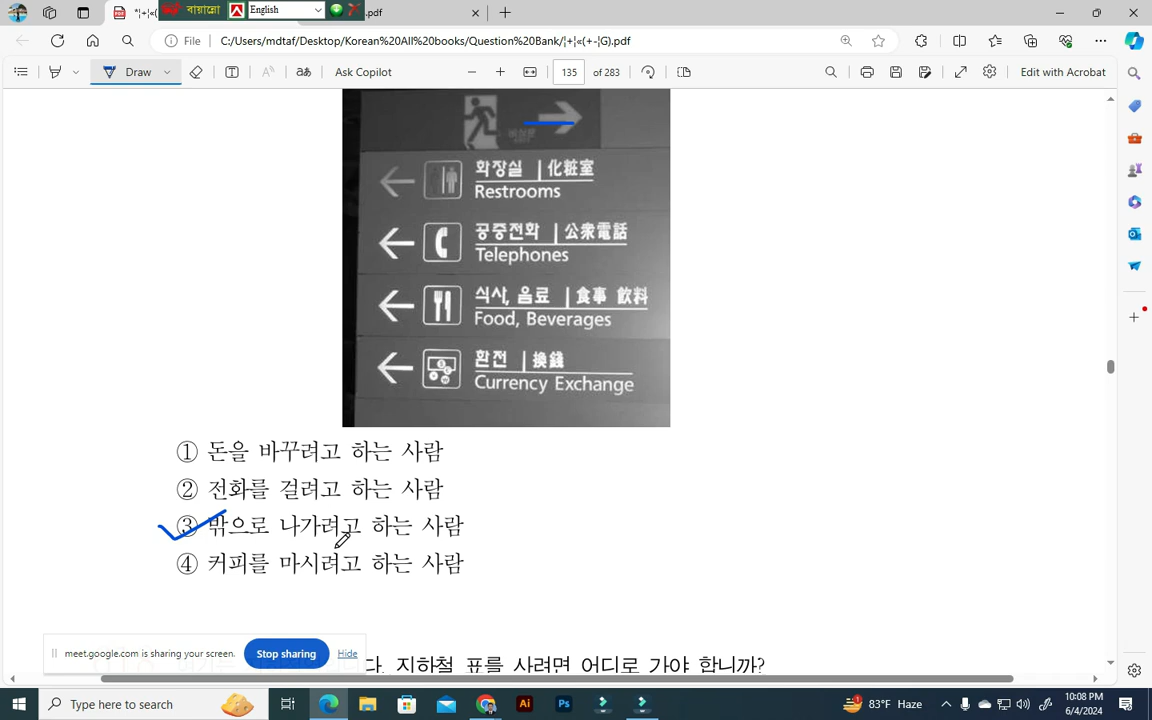 বায়ান্নো
English
.pdf
File
C:/Users/mdtaf/Desktop/Korean%20All%20books/Question%20Bank/¦+¦«(+-¦G).pdf
Draw
Ask Copilot
135 of 283
Edit with Acrobat
비상문
화장실 | 化粧室
Restrooms
공중전화 | 公衆電話
Telephones
식사, 음료 | 食事 飮料
Food, Beverages
환전 | 換錢
Currency Exchange
① 돈을 바꾸려고 하는 사람
② 전화를 걸려고 하는 사람
③ 밖으로 나가려고 하는 사람
④ 커피를 마시려고 하는 사람
meet.google.com is sharing your screen.
Stop sharing
Hide
지하철 표를 사려면 어디로 가야 합니까?
Type here to search
83°F Haze
10:08 PM
6/4/2024